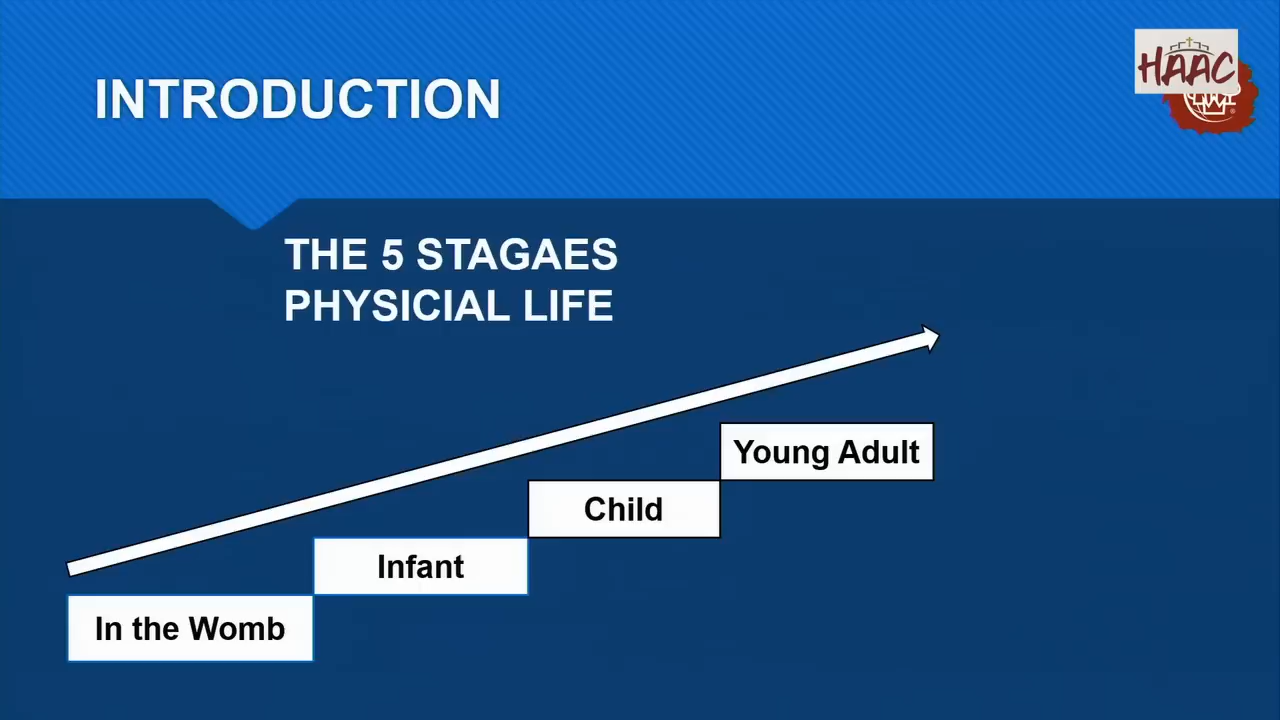 INTRODUCTION
HAAC
THE 5 STAGAES
PHYSICIAL LIFE
Young Adult
Child
Infant
In the Womb